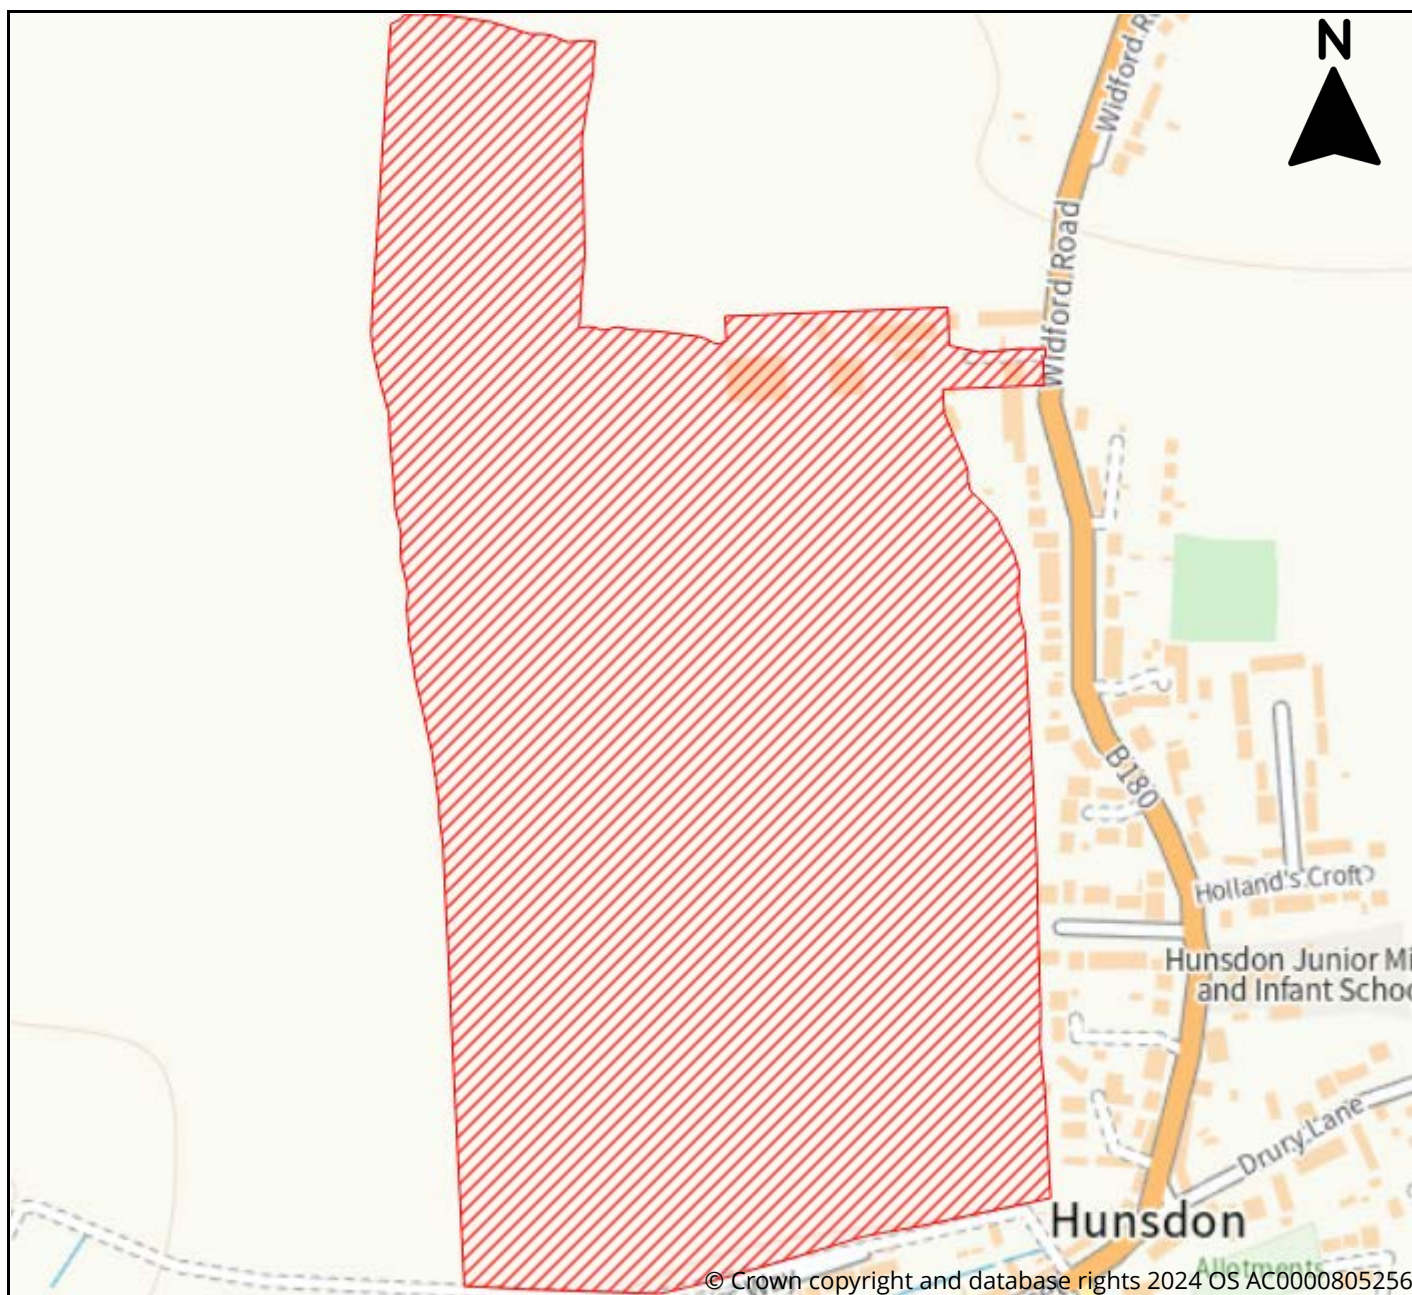 N
Widford
Widford Road
B180
Holland's Croft
Hunsdon Junior Mi
and Infant Schoo
Drury Lane
Hunsdon
Allotments
Way
© Crown copyright and database rights 2024 OS AC0000805256